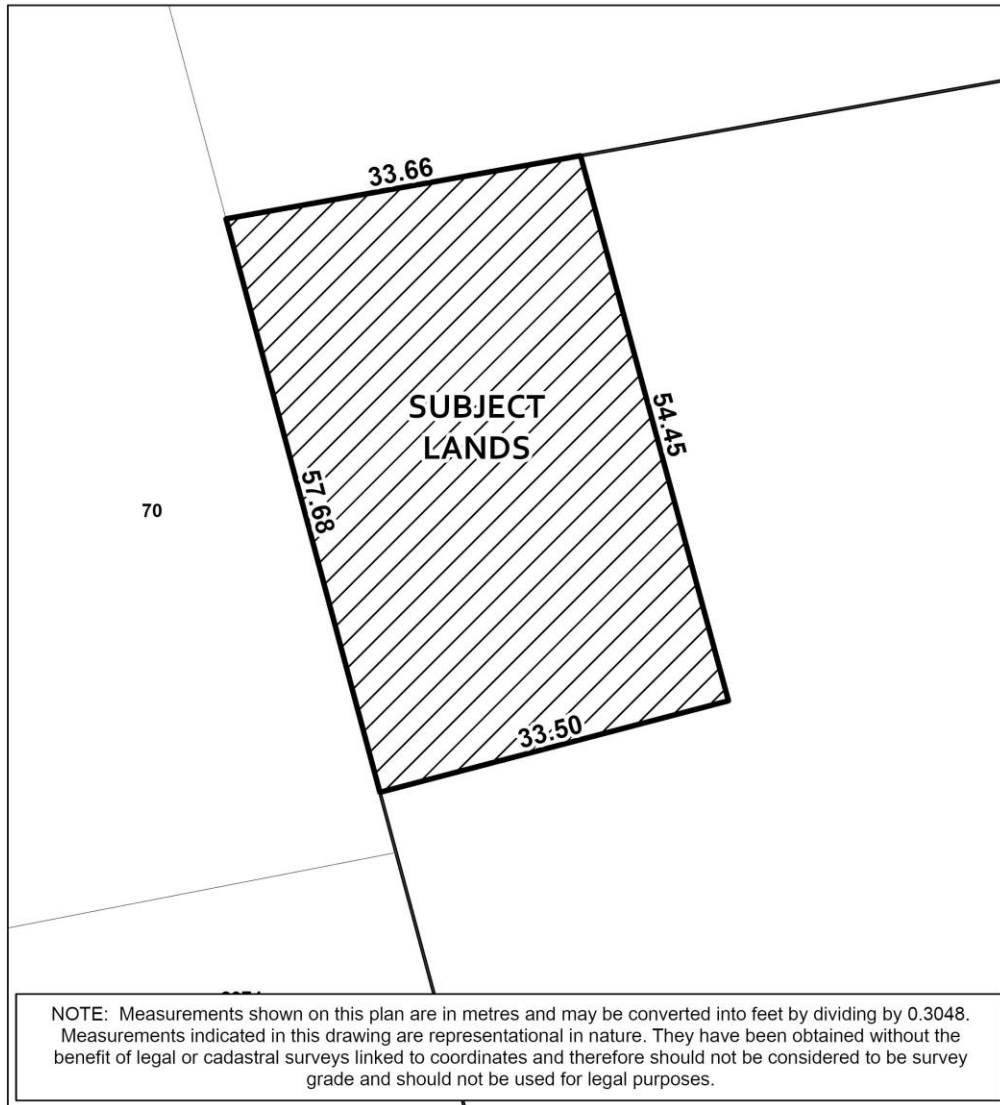 33.66
SUBJECT
LANDS
54.45
57.68
70
33.50
NOTE: Measurements shown on this plan are in metres and may be converted into feet by dividing by 0.3048.
Measurements indicated in this drawing are representational in nature. They have been obtained without the
benefit of legal or cadastral surveys linked to coordinates and therefore should not be considered to be survey
grade and should not be used for legal purposes.